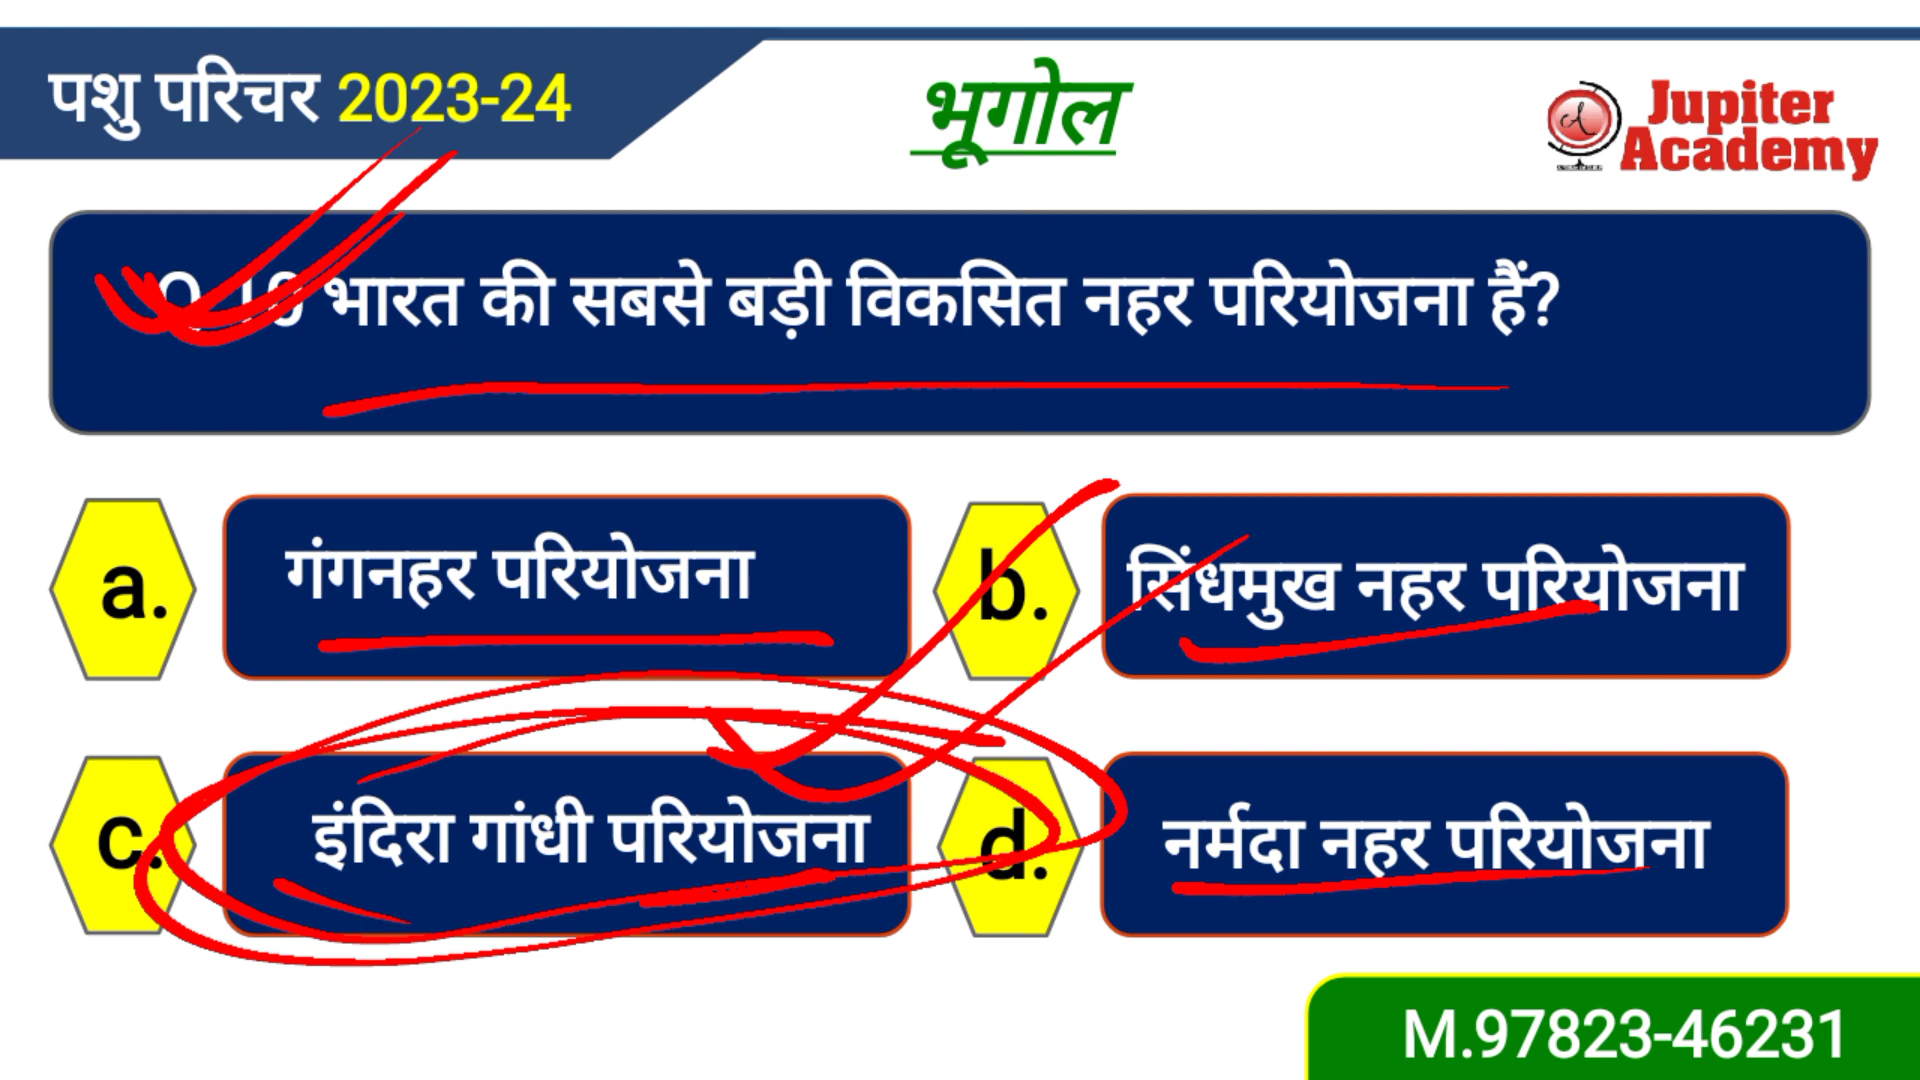 पशु परिचर 2023-24
भूगोल
Jupiter
Academy
भारत की सबसे बड़ी विकसित नहर परियोजना हैं?
a.
गंगनहर परियोजना
b.
सिंधमुख नहर परियोजना
c.
इंदिरा गांधी परियोजना
d.
नर्मदा नहर परियोजना
M.97823-46231